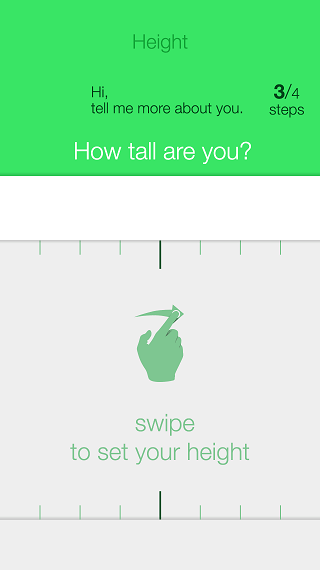 Height
Hi,
tell me more about you.
3/4
steps
How tall are you?
swipe
to set your height